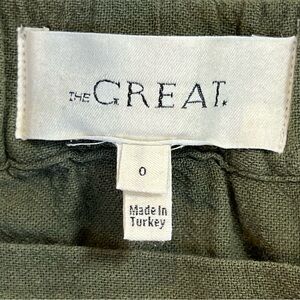 THE GREAT.
0
Made In
Turkey